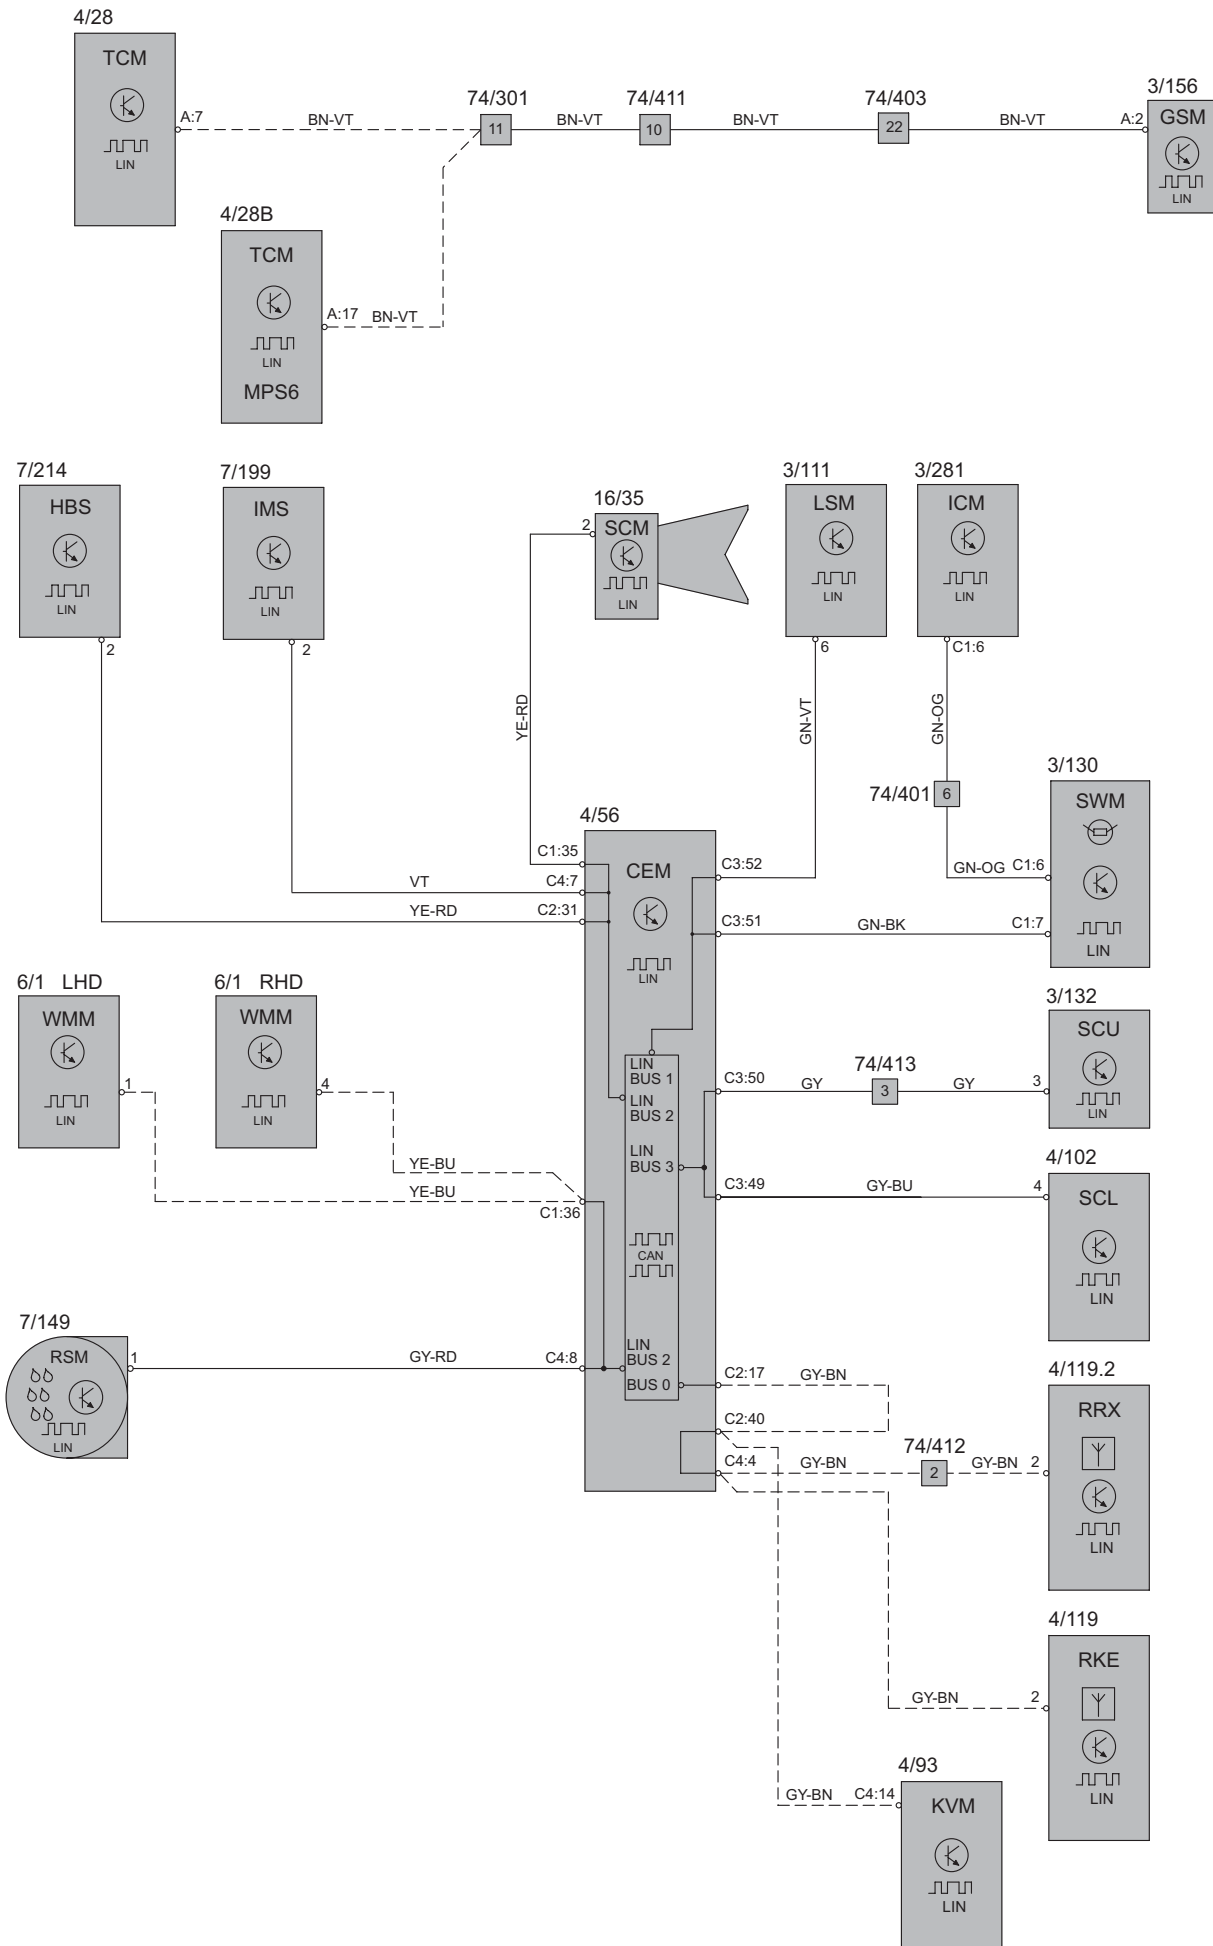 4/28
TCM
LIN
A:7
BN-VT
74/301
11
BN-VT
74/411
10
BN-VT
74/403
22
BN-VT
A:2
3/156
GSM
LIN
4/28B
TCM
LIN
MPS6
A:17
BN-VT
7/214
HBS
LIN
2
7/199
IMS
LIN
2
16/35
2
SCM
LIN
YE-RD
3/111
LSM
LIN
6
GN-VT
3/281
ICM
LIN
C1:6
GN-OG
74/401
6
GN-OG
C1:6
3/130
SWM
LIN
C1:7
GN-BK
4/56
CEM
LIN
C1:35
C4:7
VT
C2:31
YE-RD
C3:52
C3:51
6/1 LHD
WMM
LIN
1
6/1 RHD
WMM
LIN
4
YE-BU
YE-BU
C1:36
LIN
BUS 1
LIN
BUS 2
LIN
BUS 3
CAN
LIN
BUS 2
BUS 0
C3:50
GY
74/413
3
GY
3
3/132
SCU
LIN
C3:49
GY-BU
4
4/102
SCL
LIN
7/149
RSM
LIN
1
GY-RD
C4:8
C2:17
GY-BN
C2:40
C4:4
GY-BN
74/412
2
GY-BN
2
4/119.2
RRX
LIN
4/119
RKE
LIN
2
GY-BN
4/93
KVM
LIN
C4:14
GY-BN